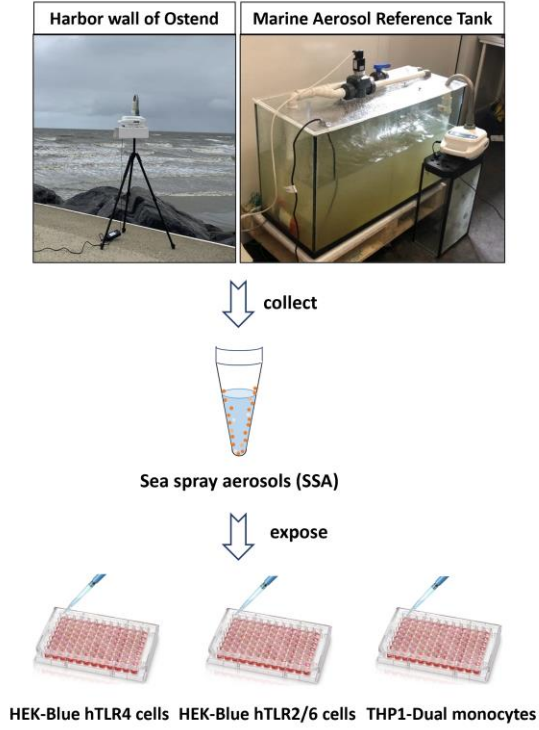 Harbor wall of Ostend
Marine Aerosol Reference Tank
collect
Sea spray aerosols (SSA)
expose
HEK-Blue hTLR4 cells
HEK-Blue hTLR2/6 cells
THP1-Dual monocytes